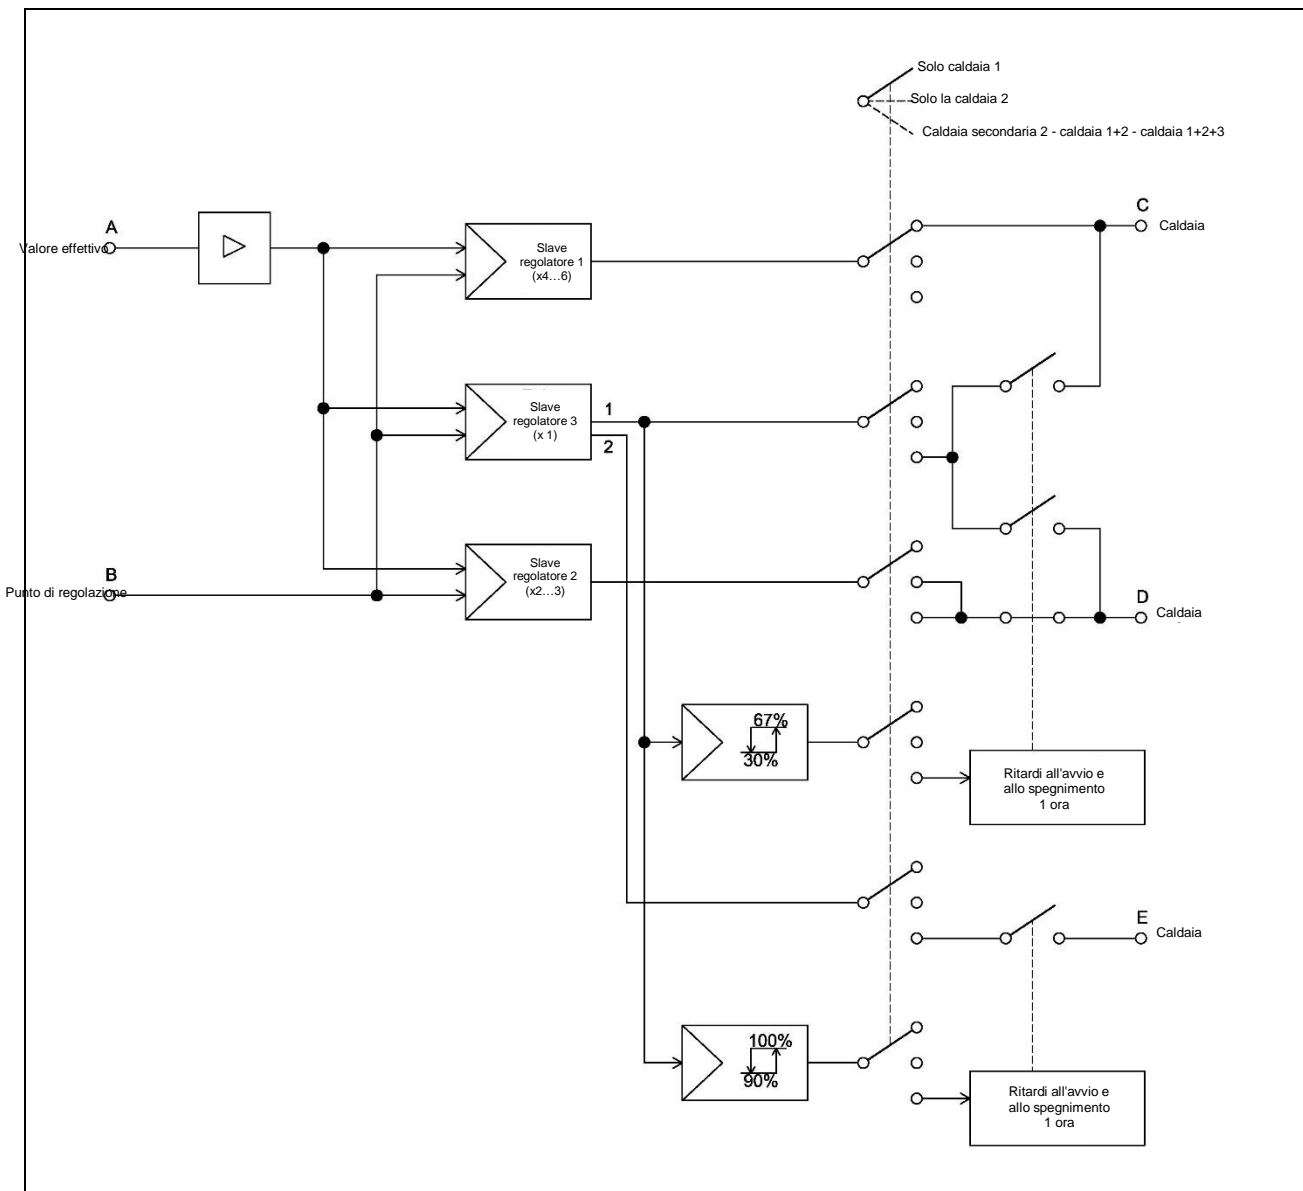 Solo caldaia 1
Solo la caldaia 2
Caldaia secondaria 2 - caldaia 1+2 - caldaia 1+2+3
A
Valore effettivo
Slave
regolatore 1
(x4...6)
C
Caldaia
Slave
regolatore 3
(x 1)
1
2
B
Punto di regolazione
Slave
regolatore 2
(x2...3)
D
Caldaia
67%
30%
Ritardi all'avvio e
allo spegnimento
1 ora
E
Caldaia
100%
90%
Ritardi all'avvio e
allo spegnimento
1 ora